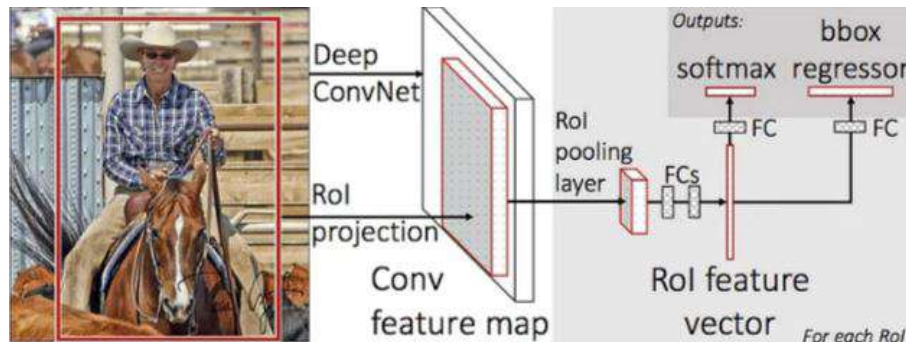 Deep
ConvNet
RoI
projection
Conv
feature map
RoI
pooling
layer
FCs
RoI feature
vector
For each RoI
Outputs:
softmax
bbox
regressor
FC
FC